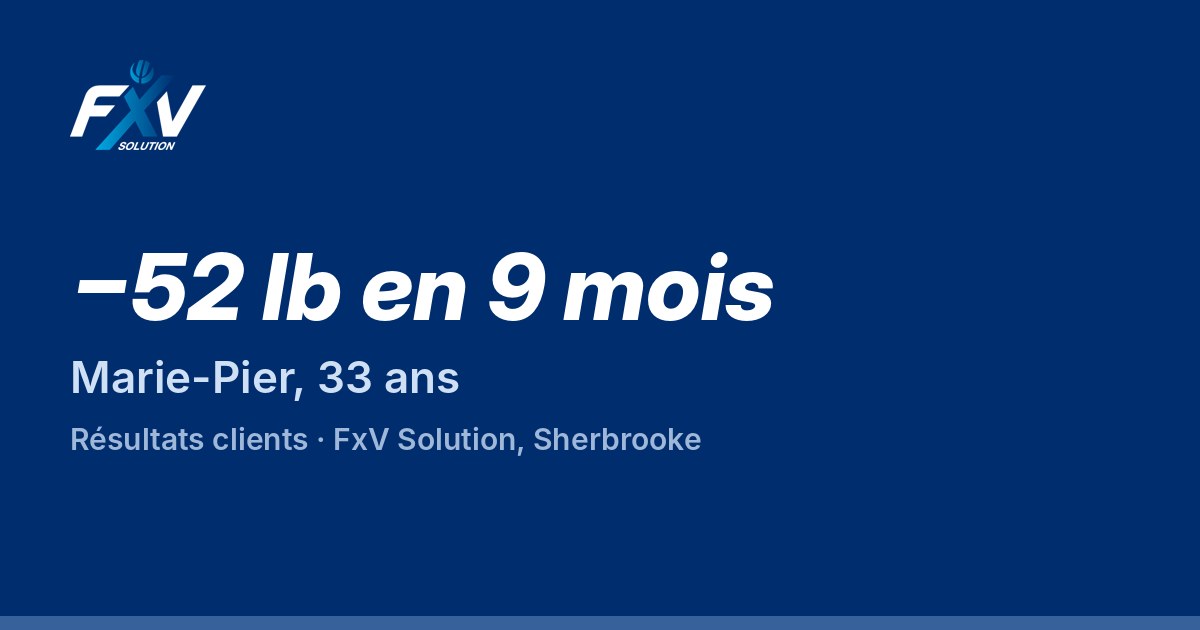 FXV
SOLUTION
–52 lb en 9 mois
Marie-Pier, 33 ans
Résultats clients · FxV Solution, Sherbrooke